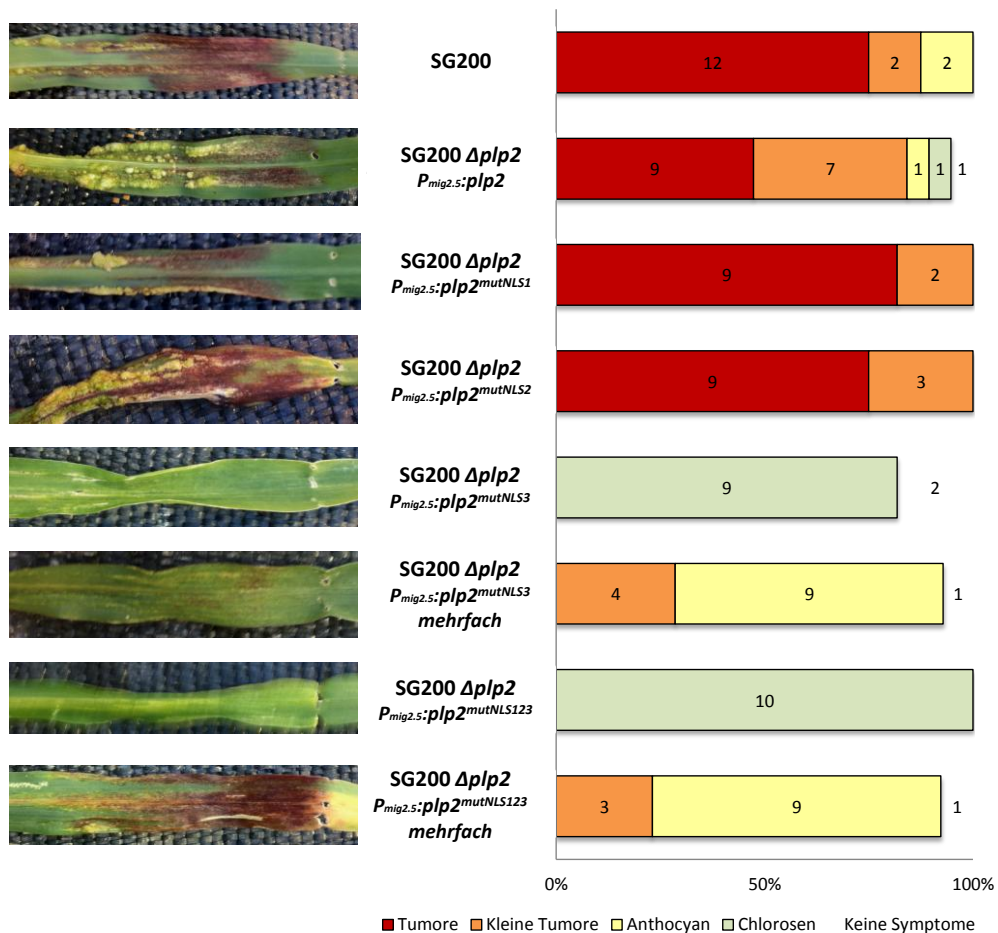 SG200
12 2 2
SG200 Δplp2
Pmig2.5:plp2
9 7 1 1 1
SG200 Δplp2
Pmig2.5:plp2mutNLS1
9 2
SG200 Δplp2
Pmig2.5:plp2mutNLS2
9 3
SG200 Δplp2
Pmig2.5:plp2mutNLS3
9 2
SG200 Δplp2
Pmig2.5:plp2mutNLS3
mehrfach
4 9 1
SG200 Δplp2
Pmig2.5:plp2mutNLS123
10
SG200 Δplp2
Pmig2.5:plp2mutNLS123
mehrfach
3 9 1
0% 50% 100%
Tumore Kleine Tumore Anthocyan Chlorosen Keine Symptome